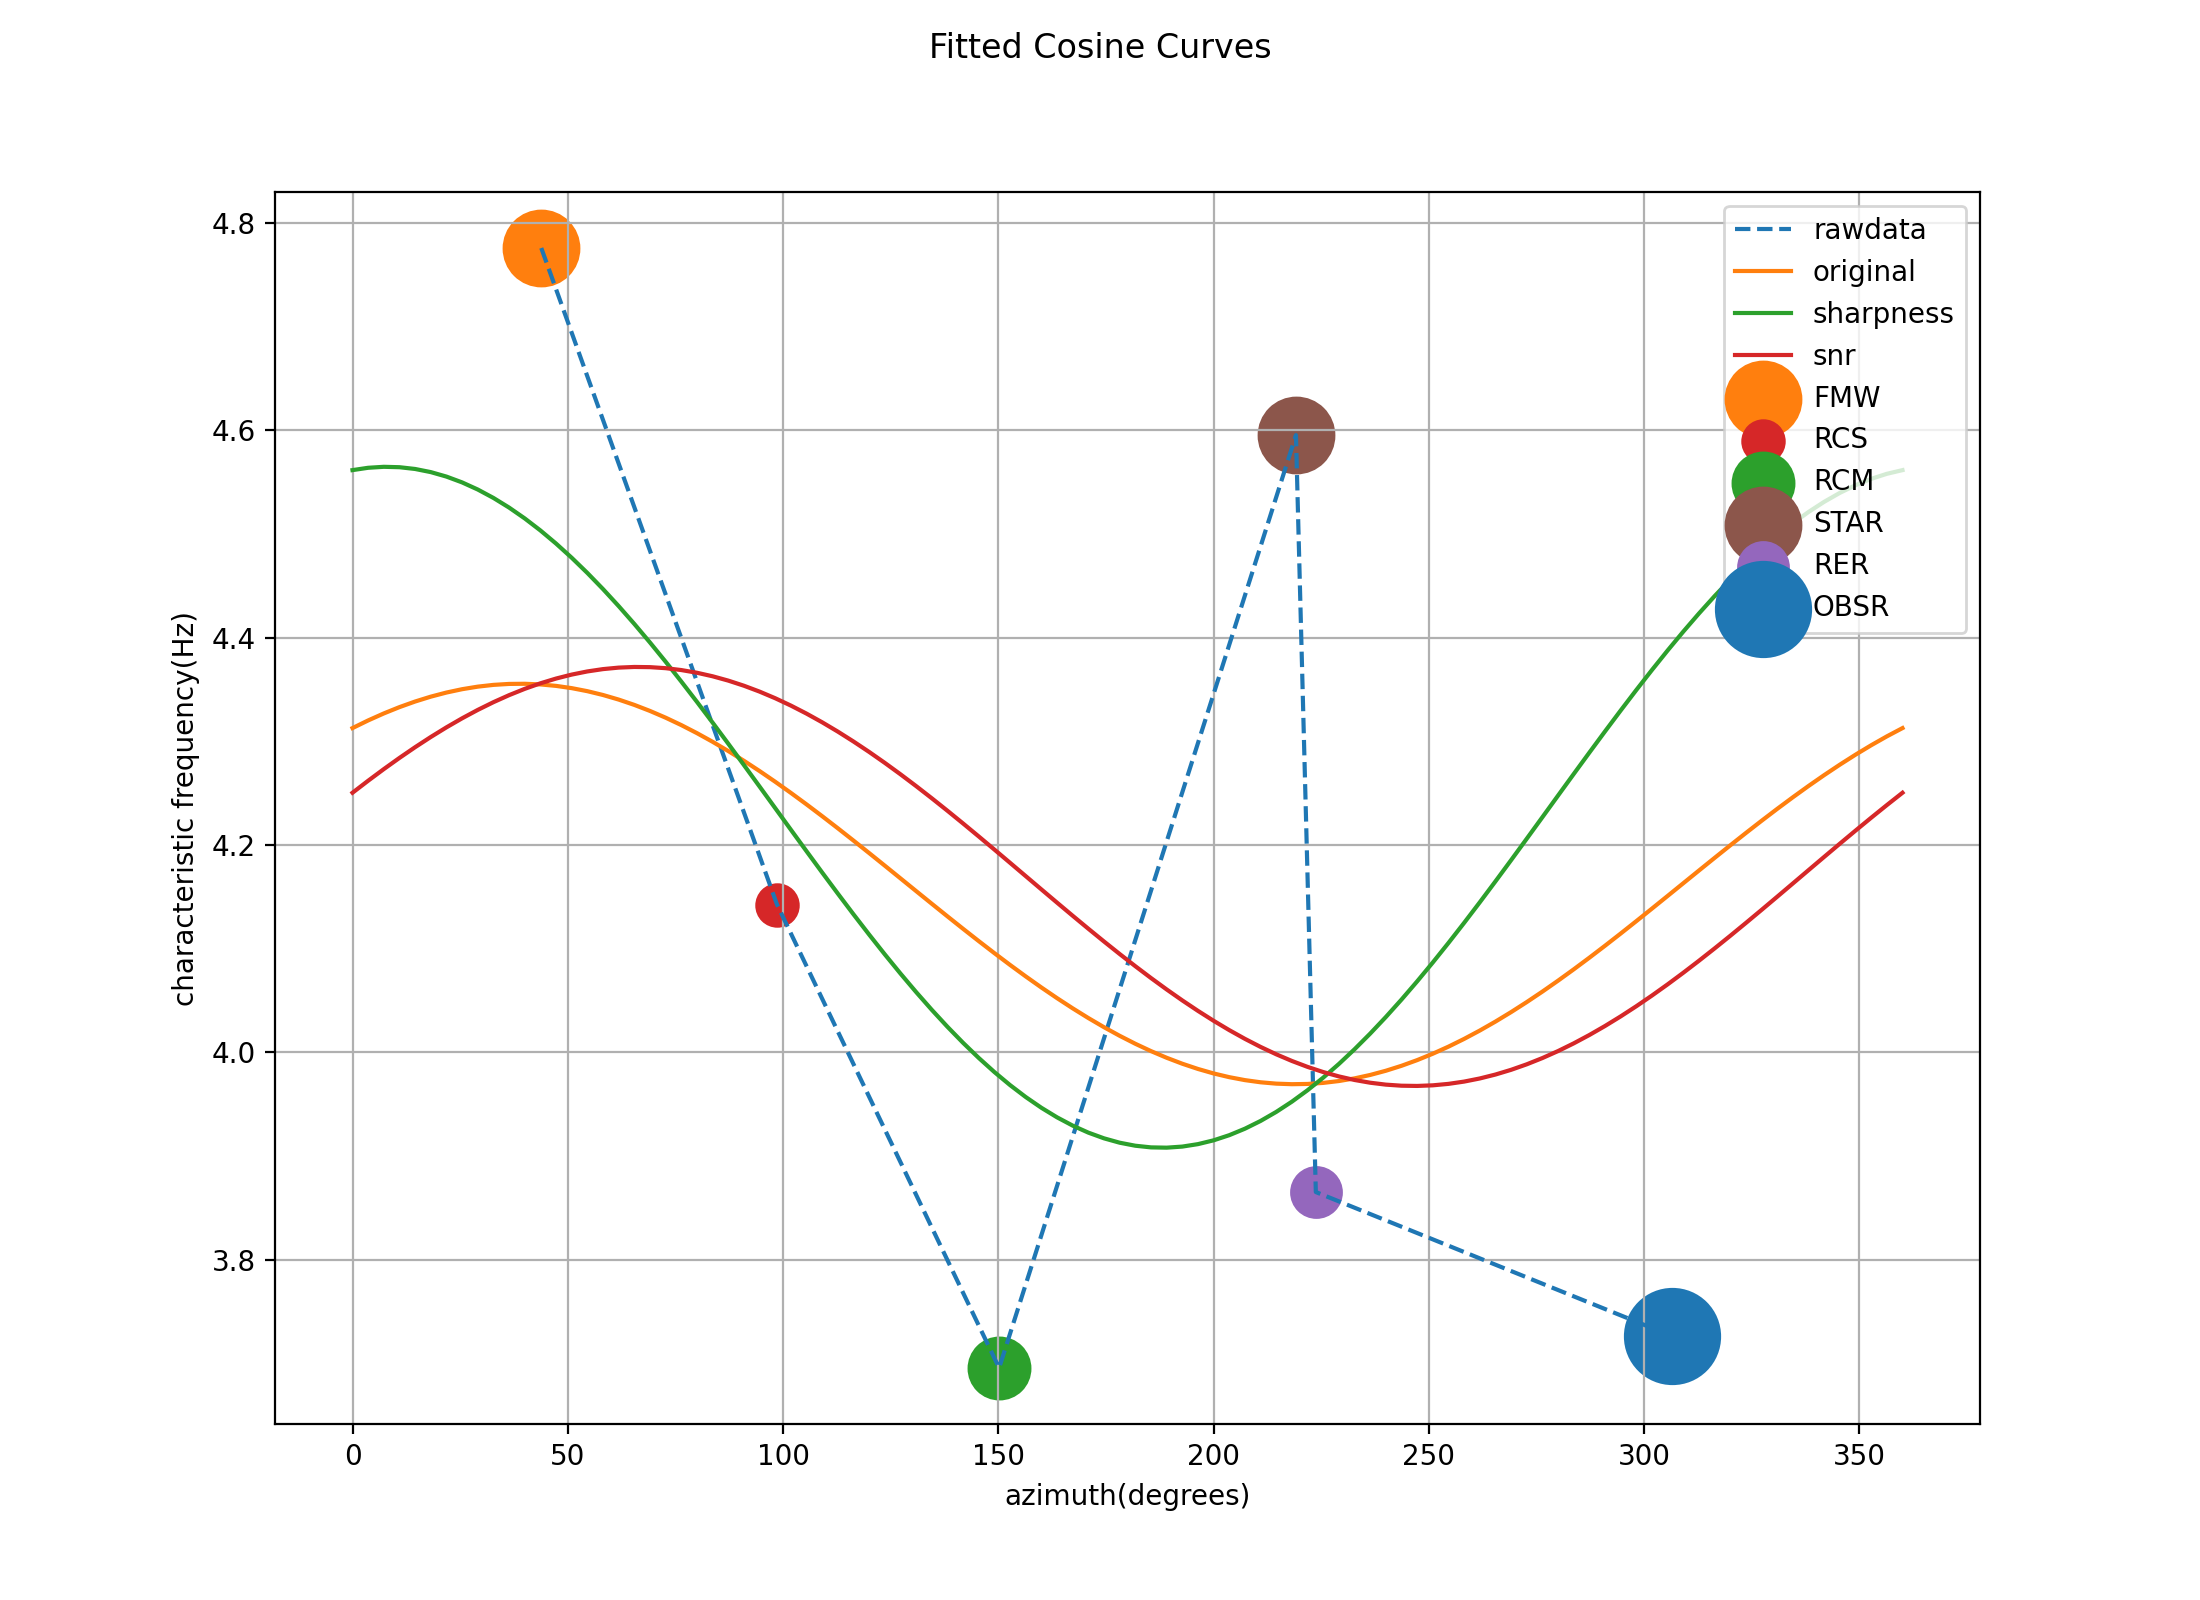 Fitted Cosine Curves
4.8
4.6
4.4
4.2
4.0
3.8
characteristic frequency(Hz)
rawdata
original
sharpness
snr
FMW
RCS
RCM
STAR
RER
OBSR
0 50 100 150 200 250 300 350
azimuth(degrees)